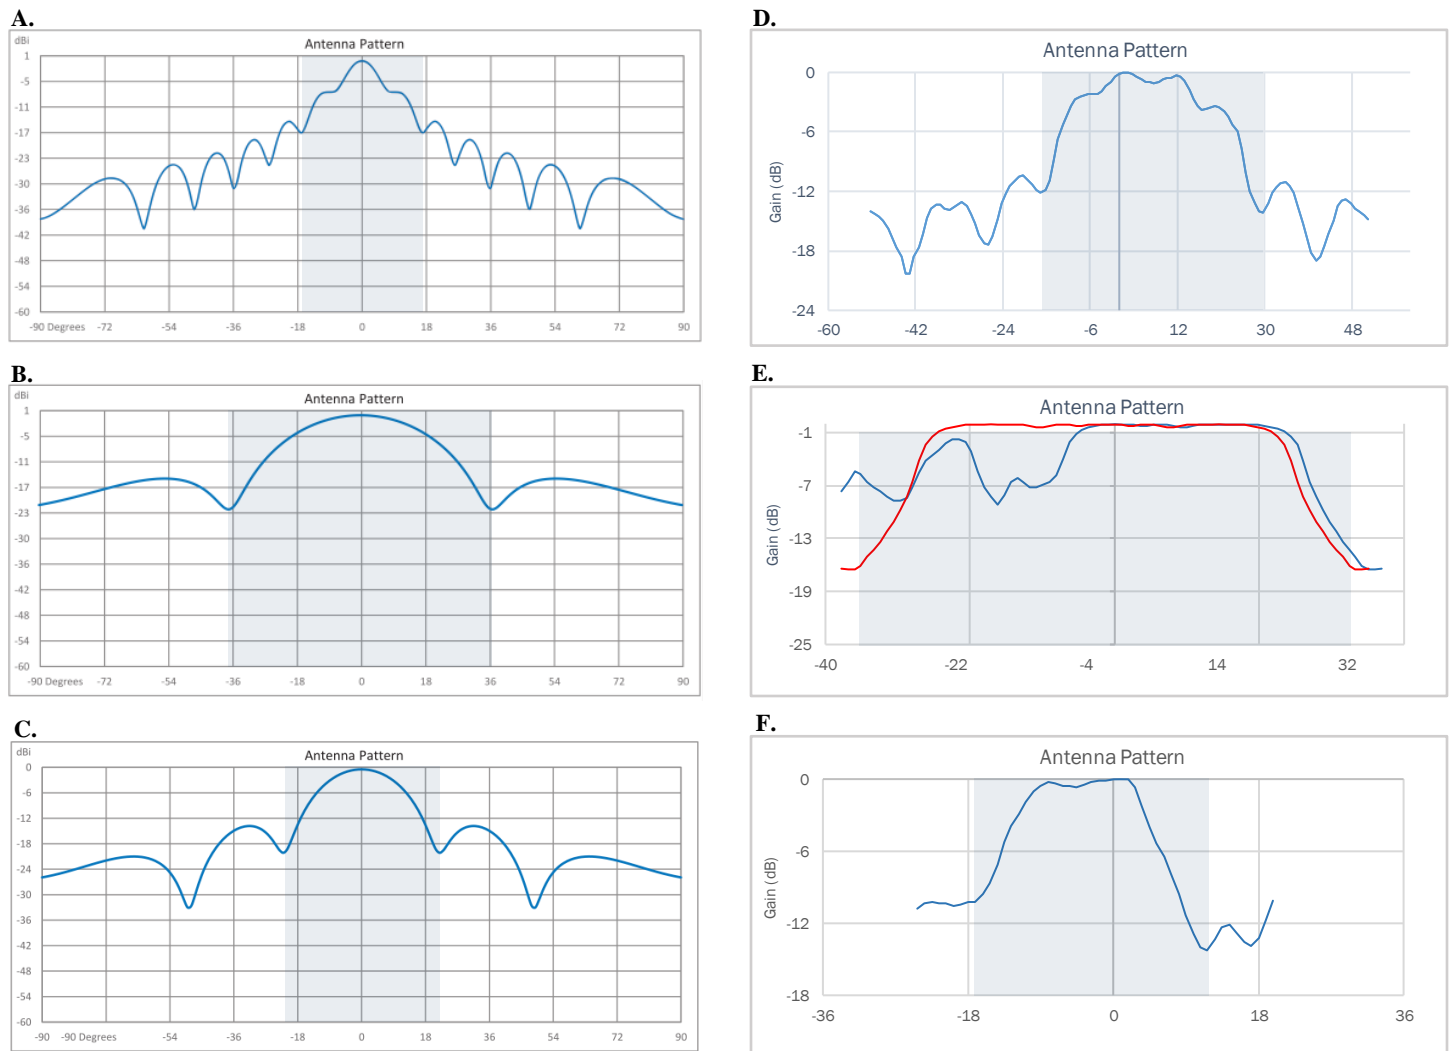 A.
dBi
Antenna Pattern
1
-5
-11
-17
-23
-30
-36
-42
-48
-54
-60
-90 Degrees -72 -54 -36 -18 0 18 36 54 72 90
B.
dBi
Antenna Pattern
1
-5
-11
-17
-23
-30
-36
-42
-48
-54
-60
-90 Degrees -72 -54 -36 -18 0 18 36 54 72 90
C.
dBi
Antenna Pattern
0
-6
-12
-18
-24
-30
-36
-42
-48
-54
-60
-90 -90 Degrees -54 -36 -18 0 18 36 54 72 90
D.
Antenna Pattern
Gain (dB)
0
-6
-12
-18
-24
-60 -42 -24 -6 12 30 48
E.
Antenna Pattern
Gain (dB)
-1
-7
-13
-19
-25
-40 -22 -4 14 32
F.
Antenna Pattern
Gain (dB)
0
-6
-12
-18
-36 -18 0 18 36